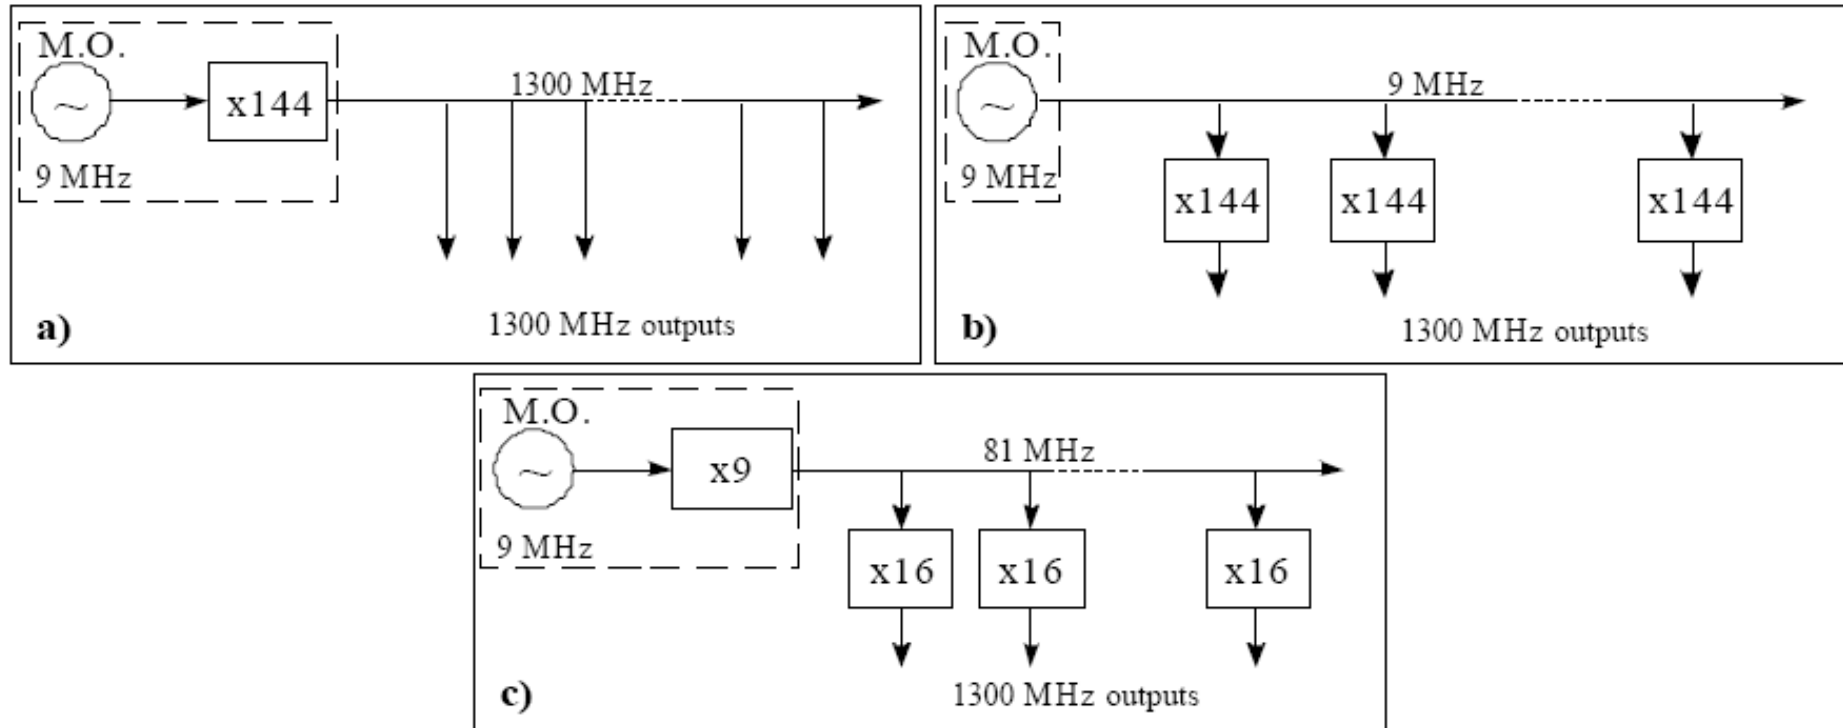 M.O.
~
x144
1300 MHz
9 MHz
1300 MHz outputs
a)
M.O.
~
9 MHz
9 MHz
x144 x144 x144
1300 MHz outputs
b)
M.O.
~
x9
81 MHz
9 MHz
x16 x16 x16
1300 MHz outputs
c)